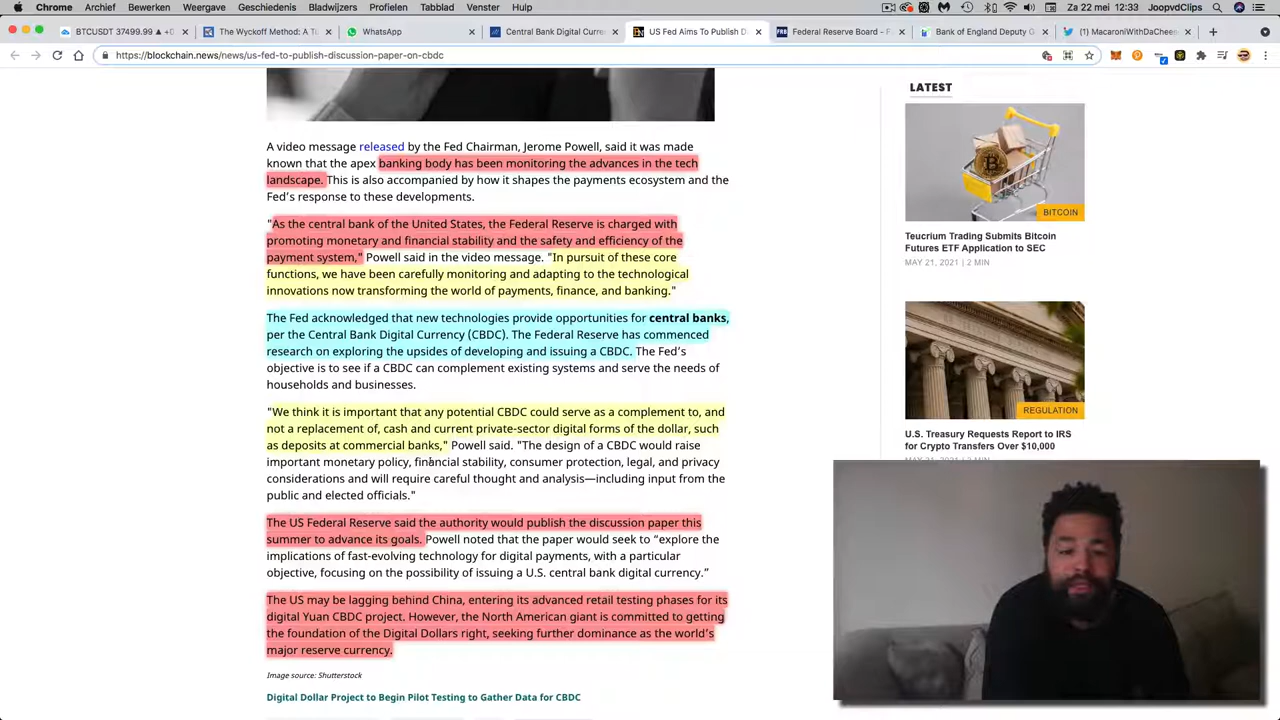 Chrome Archief Bewerken Weergave Geschiedenis Bladwijzers Profielen Tabblad Venster Help
Za 22 mei 12:33 JoopvdClips
BTCUSDT 37499.99 ▲ +0
The Wyckoff Method: A Tu
WhatsApp
Central Bank Digital Curren
US Fed Aims To Publish D
Federal Reserve Board - F
Bank of England Deputy G
(1) MacaroniWithDaChee
https://blockchain.news/news/us-fed-to-publish-discussion-paper-on-cbdc
A video message released by the Fed Chairman, Jerome Powell, said it was made
known that the apex banking body has been monitoring the advances in the tech
landscape. This is also accompanied by how it shapes the payments ecosystem and the
Fed's response to these developments.
"As the central bank of the United States, the Federal Reserve is charged with
promoting monetary and financial stability and the safety and efficiency of the
payment system," Powell said in the video message. "In pursuit of these core
functions, we have been carefully monitoring and adapting to the technological
innovations now transforming the world of payments, finance, and banking."
The Fed acknowledged that new technologies provide opportunities for central banks,
per the Central Bank Digital Currency (CBDC). The Federal Reserve has commenced
research on exploring the upsides of developing and issuing a CBDC. The Fed's
objective is to see if a CBDC can complement existing systems and serve the needs of
households and businesses.
"We think it is important that any potential CBDC could serve as a complement to, and
not a replacement of, cash and current private-sector digital forms of the dollar, such
as deposits at commercial banks," Powell said. "The design of a CBDC would raise
important monetary policy, financial stability, consumer protection, legal, and privacy
considerations and will require careful thought and analysis—including input from the
public and elected officials."
The US Federal Reserve said the authority would publish the discussion paper this
summer to advance its goals. Powell noted that the paper would seek to “explore the
implications of fast-evolving technology for digital payments, with a particular
objective, focusing on the possibility of issuing a U.S. central bank digital currency.”
The US may be lagging behind China, entering its advanced retail testing phases for its
digital Yuan CBDC project. However, the North American giant is committed to getting
the foundation of the Digital Dollars right, seeking further dominance as the world's
major reserve currency.
Image source: Shutterstock
Digital Dollar Project to Begin Pilot Testing to Gather Data for CBDC
LATEST
BITCOIN
Teucrium Trading Submits Bitcoin
Futures ETF Application to SEC
MAY 21, 2021 | 2 MIN
REGULATION
U.S. Treasury Requests Report to IRS
for Crypto Transfers Over $10,000